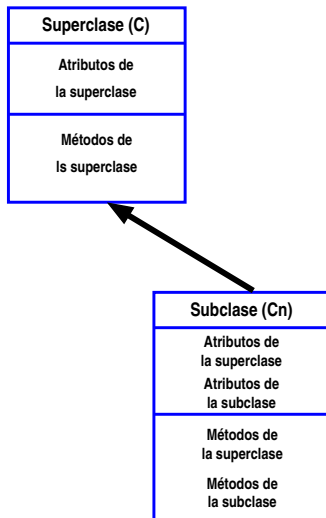 Superclase (C)
Atributos de
la superclase
Métodos de
ls superclase
Subclase (Cn)
Atributos de
la superclase
Atributos de
la subclase
Métodos de
la superclase
Métodos de
la subclase